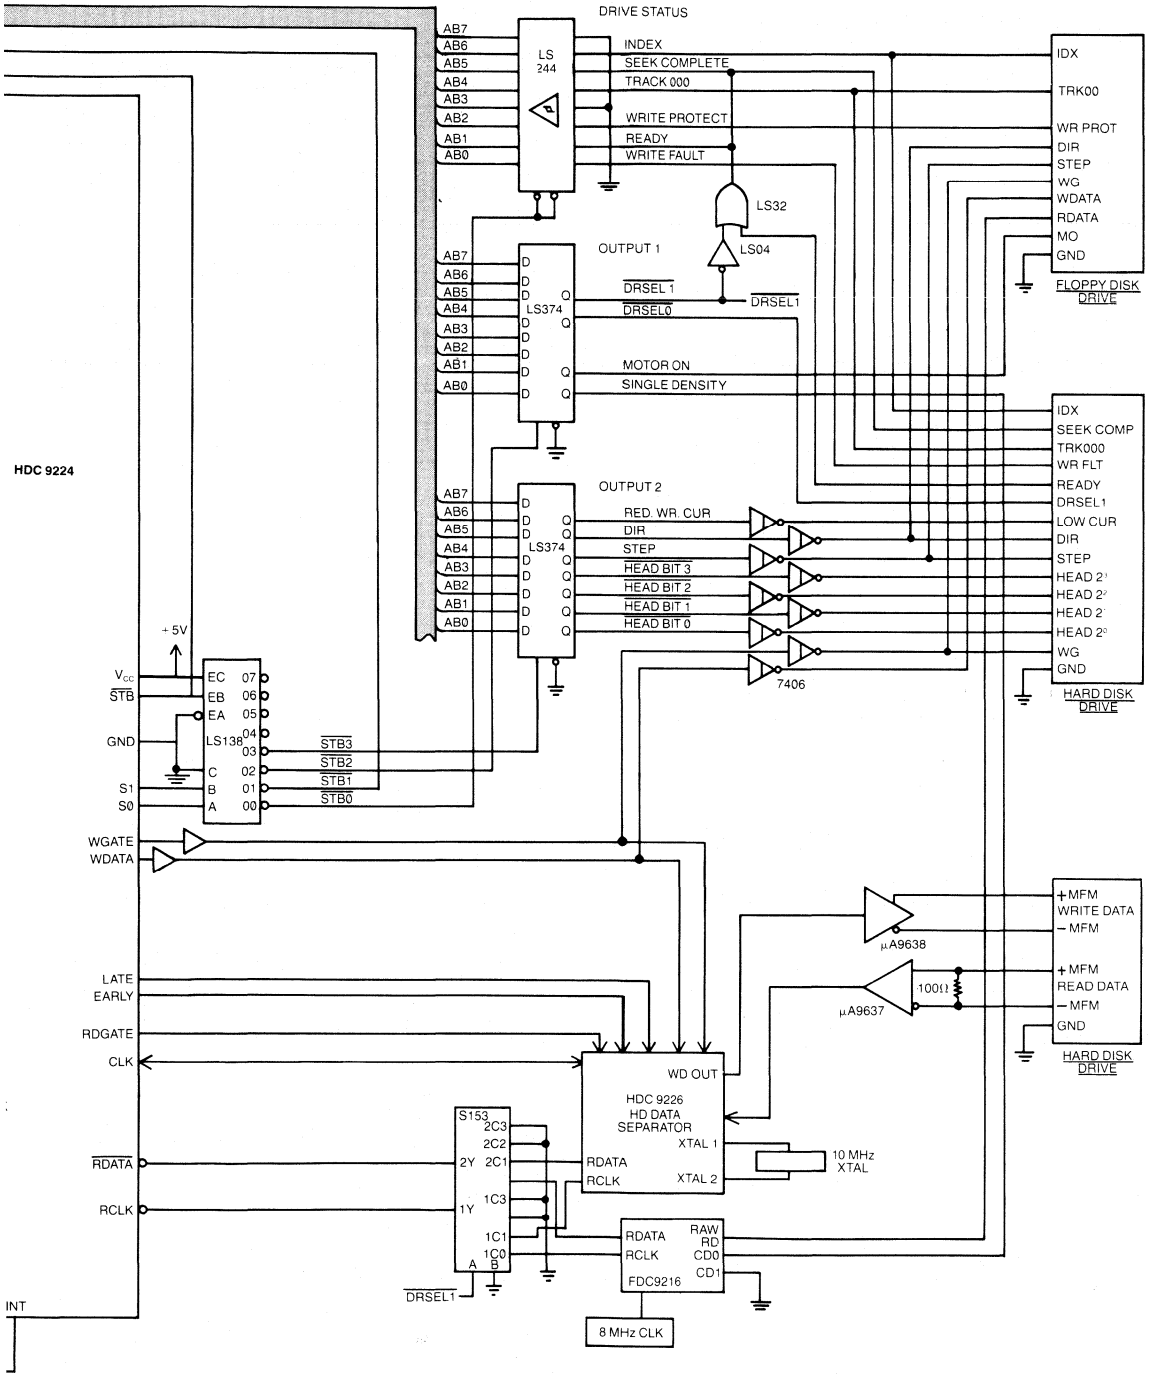 DRIVE STATUS
AB7
AB6
AB5
AB4
AB3
AB2
AB1
AB0
LS
244
INDEX
SEEK COMPLETE
TRACK 000
WRITE PROTECT
READY
WRITE FAULT
IDX
TRK00
WR PROT
DIR
STEP
WG
WDATA
RDATA
MO
GND
FLOPPY DISK
DRIVE
LS32
LS04
OUTPUT 1
AB7
AB6
AB5
AB4
AB3
AB2
AB1
AB0
D
D
D
D
D
D
D
D
LS374
Q
Q
Q
Q
DRSEL 1
DRSEL0
DRSEL1
MOTOR ON
SINGLE DENSITY
HDC 9224
OUTPUT 2
AB7
AB6
AB5
AB4
AB3
AB2
AB1
AB0
D
D
D
D
D
D
D
D
LS374
Q
Q
Q
Q
Q
Q
Q
RED. WR. CUR
DIR
STEP
HEAD BIT 3
HEAD BIT 2
HEAD BIT 1
HEAD BIT 0
7406
IDX
SEEK COMP
TRK000
WR FLT
READY
DRSEL1
LOW CUR
DIR
STEP
HEAD 2³
HEAD 2²
HEAD 2¹
HEAD 2⁰
WG
GND
HARD DISK
DRIVE
+5V
VCC
STB
GND
S1
S0
EC
EB
EA
LS138
C
B
A
07
06
05
04
03
02
01
00
STB3
STB2
STB1
STB0
WGATE
WDATA
LATE
EARLY
RDGATE
CLK
RDATA
RCLK
INT
µA9638
µA9637
100Ω
+MFM
WRITE DATA
−MFM
+MFM
READ DATA
−MFM
GND
HARD DISK
DRIVE
WD OUT
HDC 9226
HD DATA
SEPARATOR
XTAL 1
XTAL 2
RDATA
RCLK
10 MHz
XTAL
S153
2C3
2C2
2C1
2Y
1C3
1Y
1C1
1C0
A
B
DRSEL1
RDATA
RCLK
RAW
RD
CD0
CD1
FDC9216
8 MHz CLK